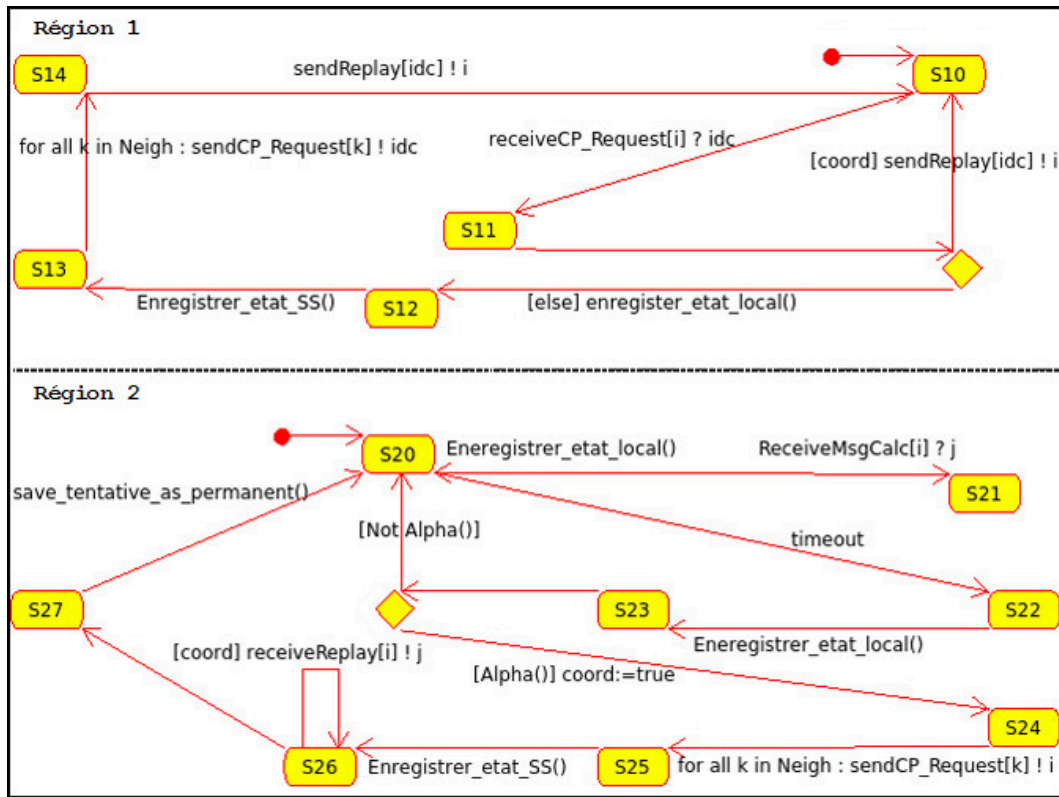 Région 1
S14
sendReplay[idc] ! i
S10
for all k in Neigh : sendCP_Request[k] ! idc
receiveCP_Request[i] ? idc
[coord] sendReplay[idc] ! i
S11
S13
Enregistrer_etat_SS()
S12
[else] enregister_etat_local()
Région 2
S20
Eneregistrer_etat_local()
ReceiveMsgCalc[i] ? j
S21
save_tentative_as_permanent()
[Not Alpha()]
timeout
S27
S23
S22
Eneregistrer_etat_local()
[coord] receiveReplay[i] ! j
[Alpha()] coord:=true
S24
S26
Enregistrer_etat_SS()
S25
for all k in Neigh : sendCP_Request[k] ! i